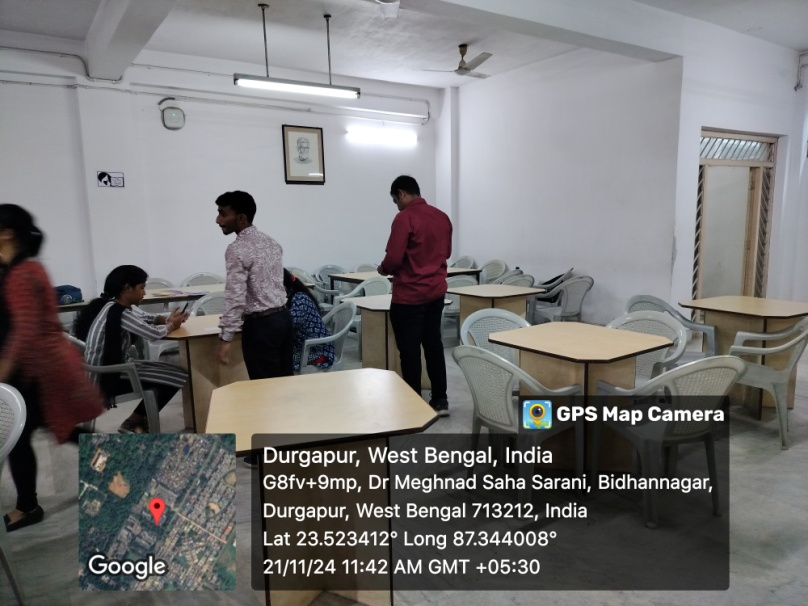 GPS Map Camera
Durgapur, West Bengal, India
G8fv+9mp, Dr Meghnad Saha Sarani, Bidhannagar,
Durgapur, West Bengal 713212, India
Lat 23.523412° Long 87.344008°
21/11/24 11:42 AM GMT +05:30
Google